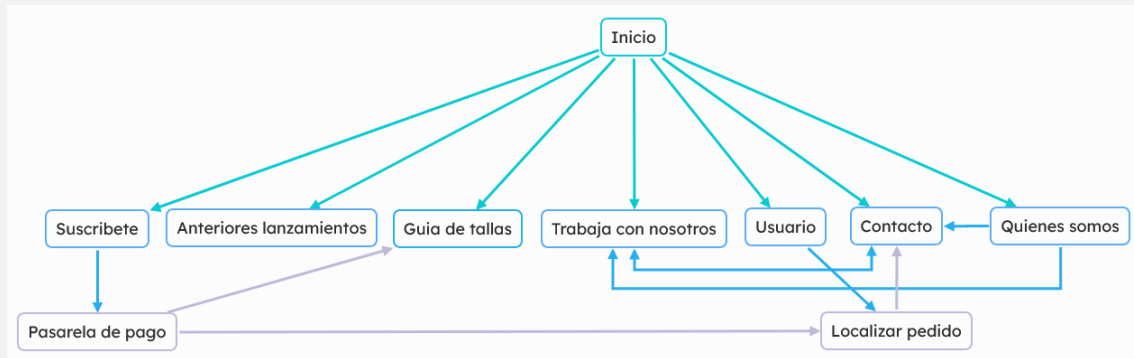 Inicio
Suscribete
Anteriores lanzamientos
Guia de tallas
Trabaja con nosotros
Usuario
Contacto
Quienes somos
Pasarela de pago
Localizar pedido